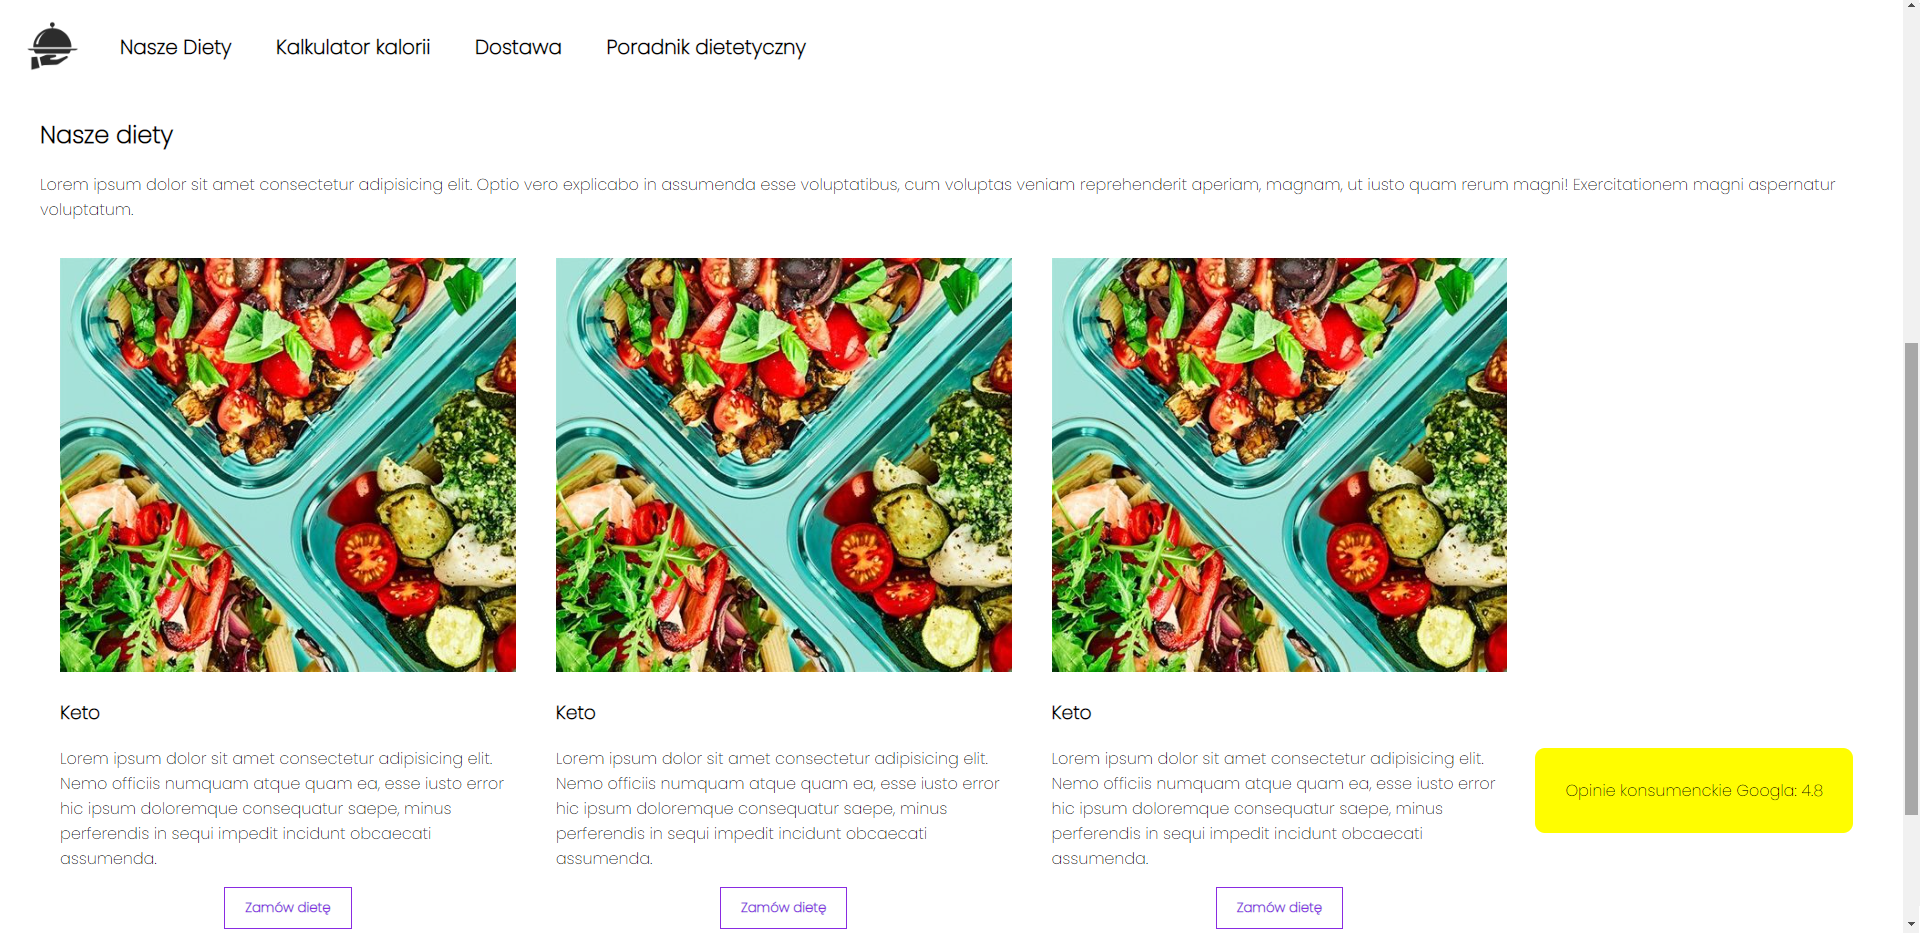 Nasze Diety Kalkulator kalorii Dostawa Poradnik dietetyczny
Nasze diety
Lorem ipsum dolor sit amet consectetur adipisicing elit. Optio vero explicabo in assumenda esse voluptatibus, cum voluptas veniam reprehenderit aperiam, magnam, ut iusto quam rerum magni! Exercitationem magni aspernatur
voluptatum.
Keto
Lorem ipsum dolor sit amet consectetur adipisicing elit.
Nemo officiis numquam atque quam ea, esse iusto error
hic ipsum doloremque consequatur saepe, minus
perferendis in sequi impedit incidunt obcaecati
assumenda.
Zamów dietę
Keto
Lorem ipsum dolor sit amet consectetur adipisicing elit.
Nemo officiis numquam atque quam ea, esse iusto error
hic ipsum doloremque consequatur saepe, minus
perferendis in sequi impedit incidunt obcaecati
assumenda.
Zamów dietę
Keto
Lorem ipsum dolor sit amet consectetur adipisicing elit.
Nemo officiis numquam atque quam ea, esse iusto error
hic ipsum doloremque consequatur saepe, minus
perferendis in sequi impedit incidunt obcaecati
assumenda.
Zamów dietę
Opinie konsumenckie Googla: 4.8